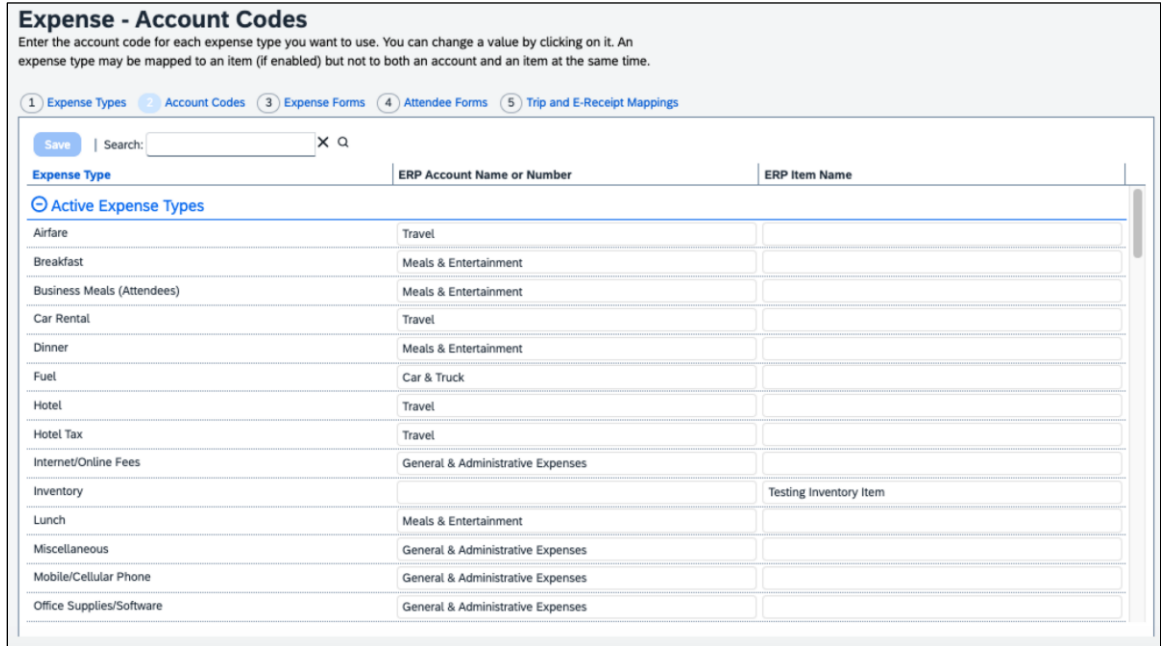 Expense - Account Codes
Enter the account code for each expense type you want to use. You can change a value by clicking on it. An
expense type may be mapped to an item (if enabled) but not to both an account and an item at the same time.
1 Expense Types 2 Account Codes 3 Expense Forms 4 Attendee Forms 5 Trip and E-Receipt Mappings
Save | Search:
Expense Type ERP Account Name or Number ERP Item Name
Active Expense Types
Airfare Travel
Breakfast Meals & Entertainment
Business Meals (Attendees) Meals & Entertainment
Car Rental Travel
Dinner Meals & Entertainment
Fuel Car & Truck
Hotel Travel
Hotel Tax Travel
Internet/Online Fees General & Administrative Expenses
Inventory Testing Inventory Item
Lunch Meals & Entertainment
Miscellaneous General & Administrative Expenses
Mobile/Cellular Phone General & Administrative Expenses
Office Supplies/Software General & Administrative Expenses